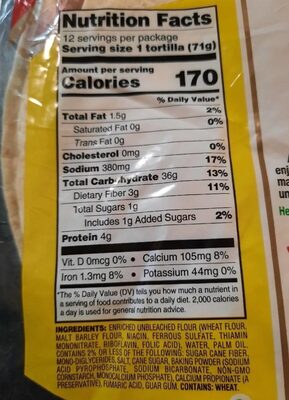 Nutrition Facts
12 servings per package
Serving size 1 tortilla (71g)
Amount per serving
Calories 170
% Daily Value*
Total Fat 1.5g 2%
Saturated Fat 0g 0%
Trans Fat 0g
Cholesterol 0mg 0%
Sodium 380mg 17%
Total Carbohydrate 36g 13%
Dietary Fiber 3g 11%
Total Sugars 1g
Includes 1g Added Sugars 2%
Protein 4g
Vit. D 0mcg 0% • Calcium 105mg 8%
Iron 1.3mg 8% • Potassium 44mg 0%
*The % Daily Value (DV) tells you how much a nutrient in
a serving of food contributes to a daily diet. 2,000 calories
a day is used for general nutrition advice.
INGREDIENTS: ENRICHED UNBLEACHED FLOUR (WHEAT FLOUR,
MALT BARLEY FLOUR, NIACIN, FERROUS SULFATE, THIAMIN
MONONITRATE, RIBOFLAVIN, FOLIC ACID), WATER, PALM OIL.
CONTAINS 2% OR LESS OF THE FOLLOWING: SUGAR CANE FIBER,
MONO-DIGLYCERIDES, SALT, CANE SUGAR, BAKING POWDER (SODIUM
ACID PYROPHOSPHATE, SODIUM BICARBONATE, NON-GMO
CORNSTARCH, MONOCALCIUM PHOSPHATE), CALCIUM PROPIONATE (A
PRESERVATIVE), FUMARIC ACID, GUAR GUM. CONTAINS: WHEAT.